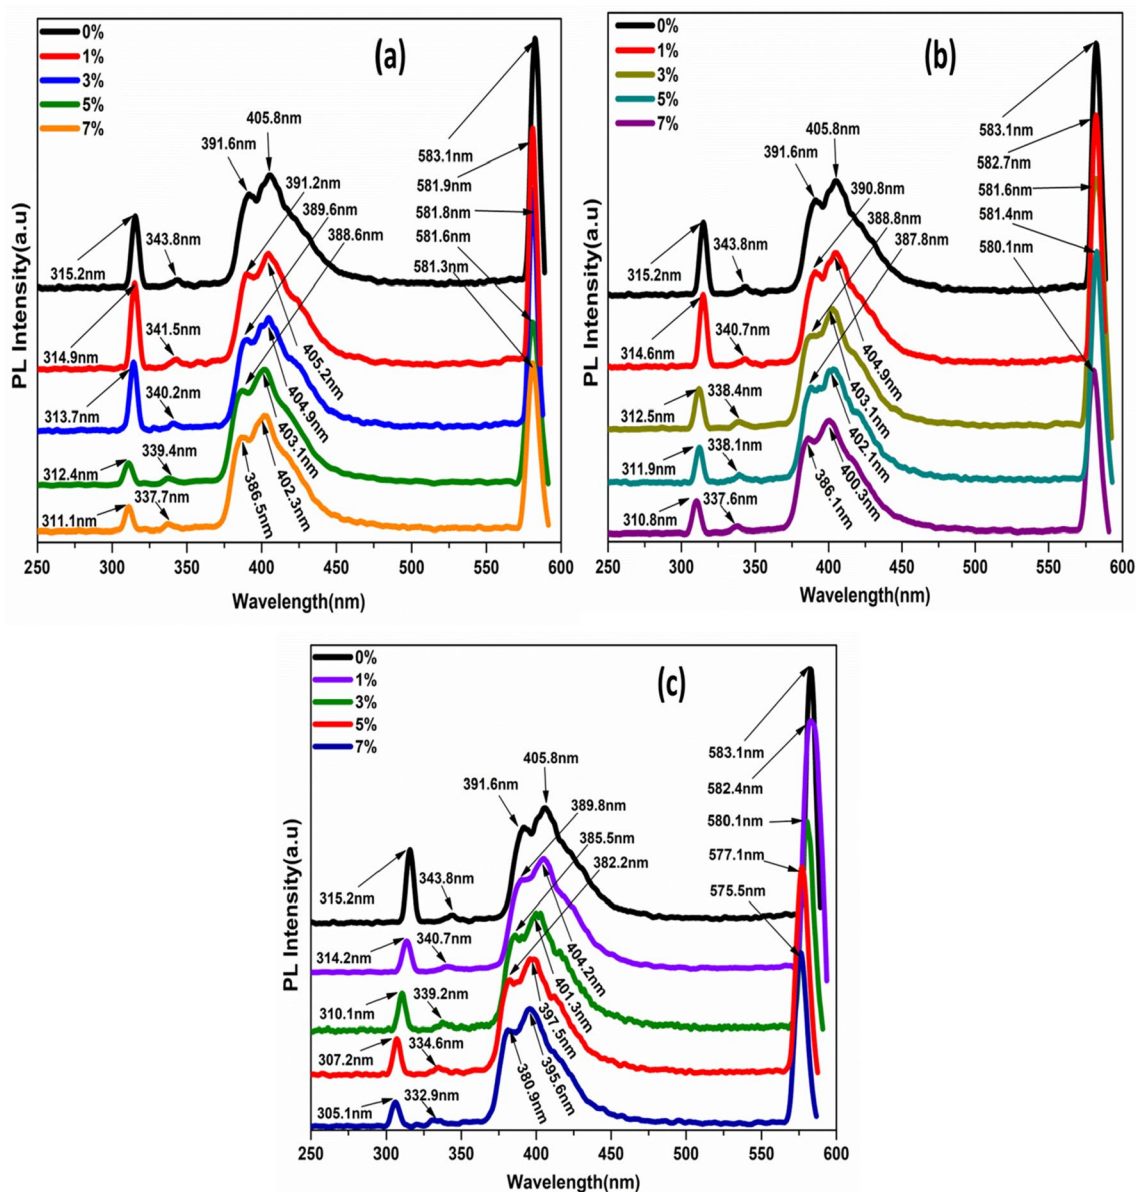 0%
1%
3%
5%
7%
(a)
405.8nm
391.6nm
391.2nm
389.6nm
388.6nm
583.1nm
581.9nm
581.8nm
581.6nm
581.3nm
343.8nm
315.2nm
341.5nm
314.9nm
405.2nm
340.2nm
313.7nm
404.9nm
339.4nm
312.4nm
403.1nm
337.7nm
311.1nm
386.5nm
402.3nm
PL Intensity(a.u)
250 300 350 400 450 500 550 600
Wavelength(nm)
0%
1%
3%
5%
7%
(b)
405.8nm
391.6nm
390.8nm
388.8nm
387.8nm
583.1nm
582.7nm
581.6nm
581.4nm
580.1nm
343.8nm
315.2nm
340.7nm
314.6nm
404.9nm
338.4nm
312.5nm
403.1nm
338.1nm
311.9nm
402.1nm
337.6nm
310.8nm
386.1nm
400.3nm
PL Intensity(a.u)
250 300 350 400 450 500 550 600
Wavelength(nm)
0%
1%
3%
5%
7%
(c)
405.8nm
391.6nm
389.8nm
385.5nm
382.2nm
583.1nm
582.4nm
580.1nm
577.1nm
575.5nm
343.8nm
315.2nm
340.7nm
314.2nm
404.2nm
339.2nm
310.1nm
401.3nm
334.6nm
307.2nm
397.5nm
332.9nm
305.1nm
380.9nm
395.6nm
PL Intensity(a.u)
250 300 350 400 450 500 550 600
Wavelength(nm)